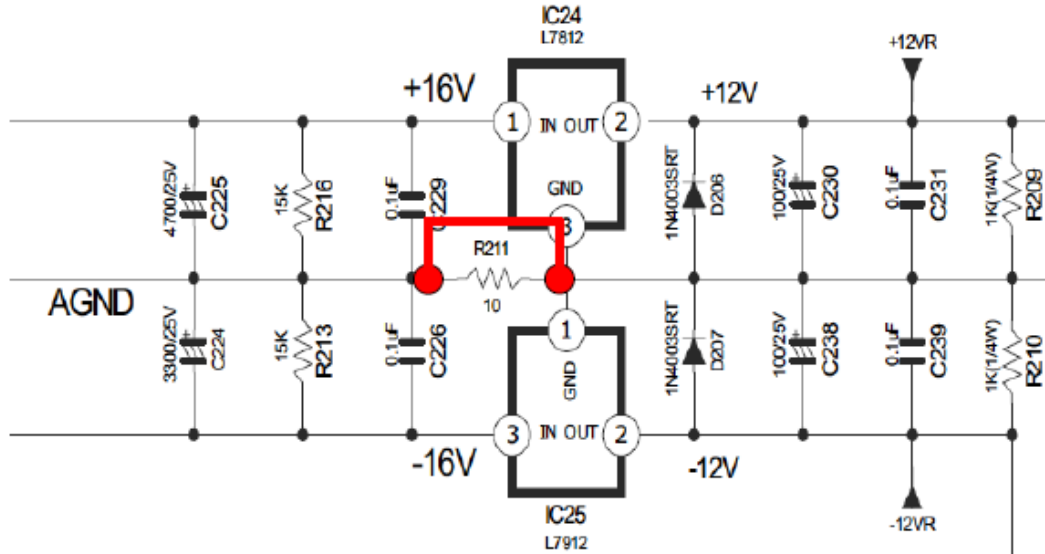 IC24
L7812
+12VR
+16V
+12V
1
IN OUT
2
GND
3
4700/25V
C225
15K
R216
0.1uF
C229
1N4003SRT
D206
100/25V
C230
0.1uF
C231
1K(1/4W)
R209
R211
10
AGND
3300/25V
C224
15K
R213
0.1uF
C226
1
GND
1N4003SRT
D207
100/25V
C238
0.1uF
C239
1K(1/4W)
R210
3
IN OUT
2
-16V
-12V
IC25
L7912
-12VR